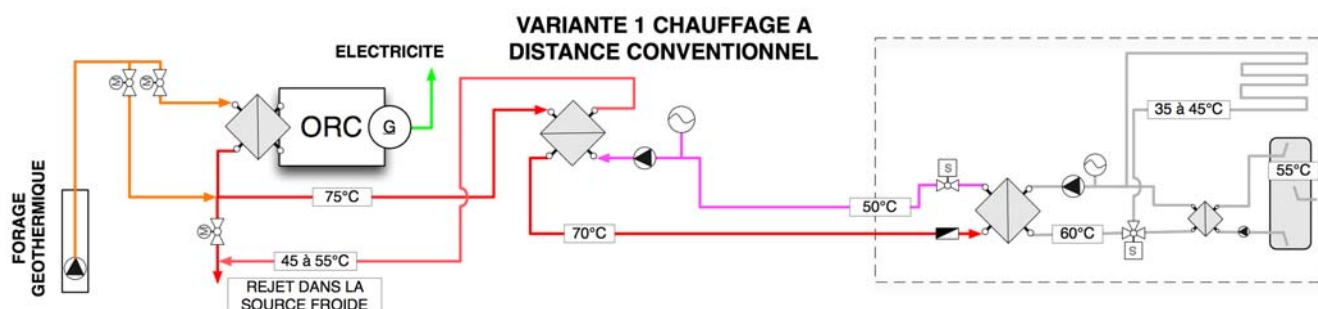 VARIANTE 1 CHAUFFAGE A
DISTANCE CONVENTIONNEL
ELECTRICITE
M
M
ORC
G
35 à 45°C
S
55°C
FORAGE
GEOTHERMIQUE
75°C
50°C
M
70°C
60°C
S
45 à 55°C
REJET DANS LA
SOURCE FROIDE